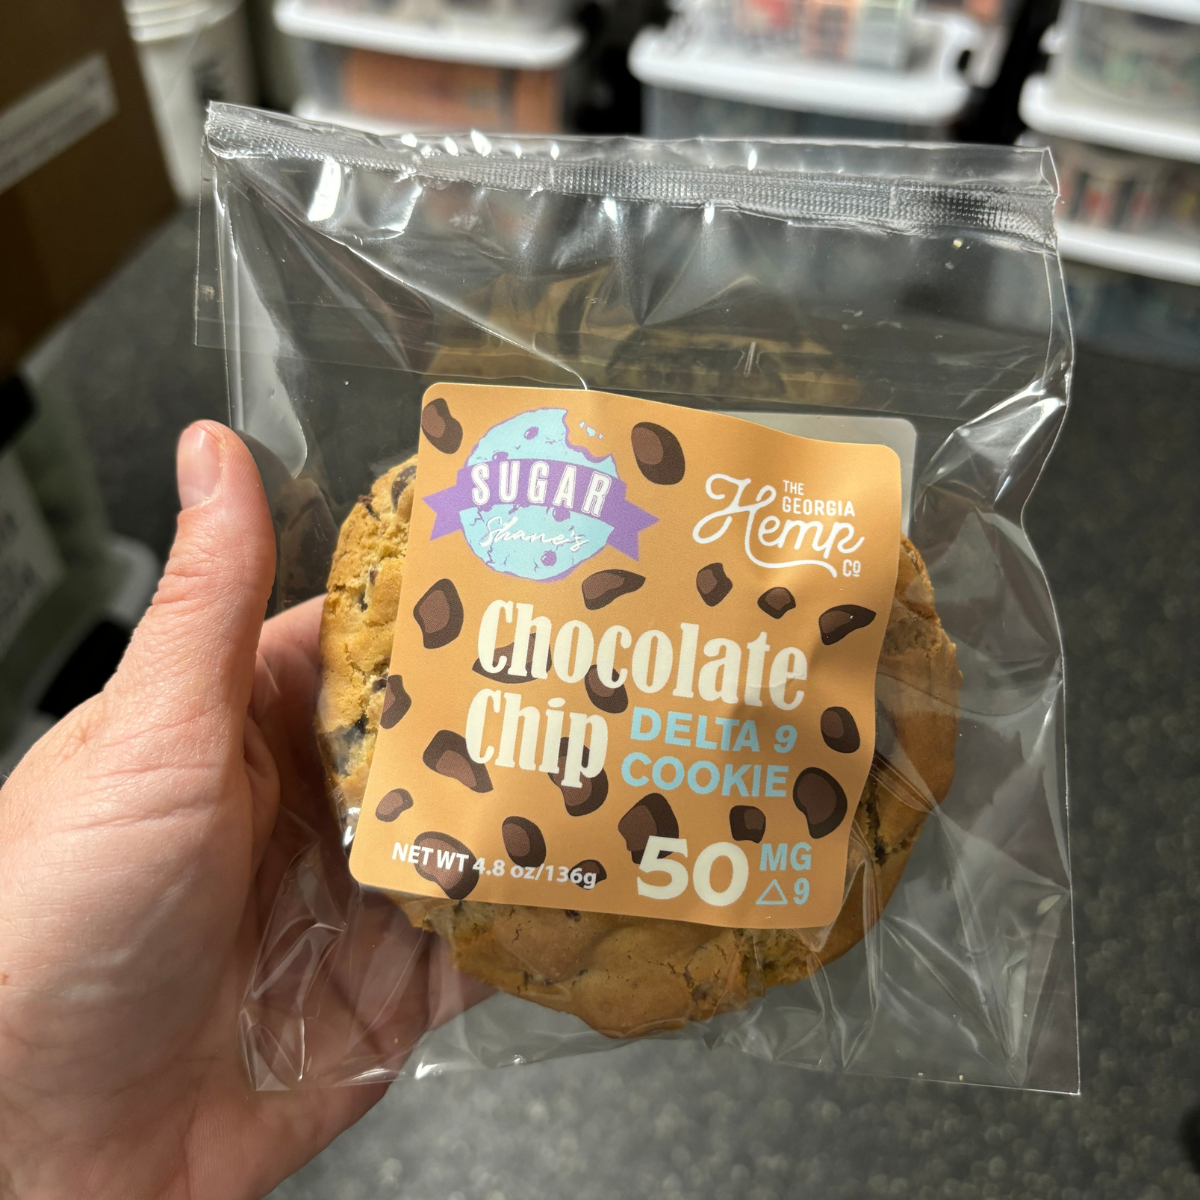 SUGAR
Shane's
THE
GEORGIA
Hemp
CO
Chocolate
Chip
DELTA 9
COOKIE
NET WT 4.8 oz/136g
50 MG
△9